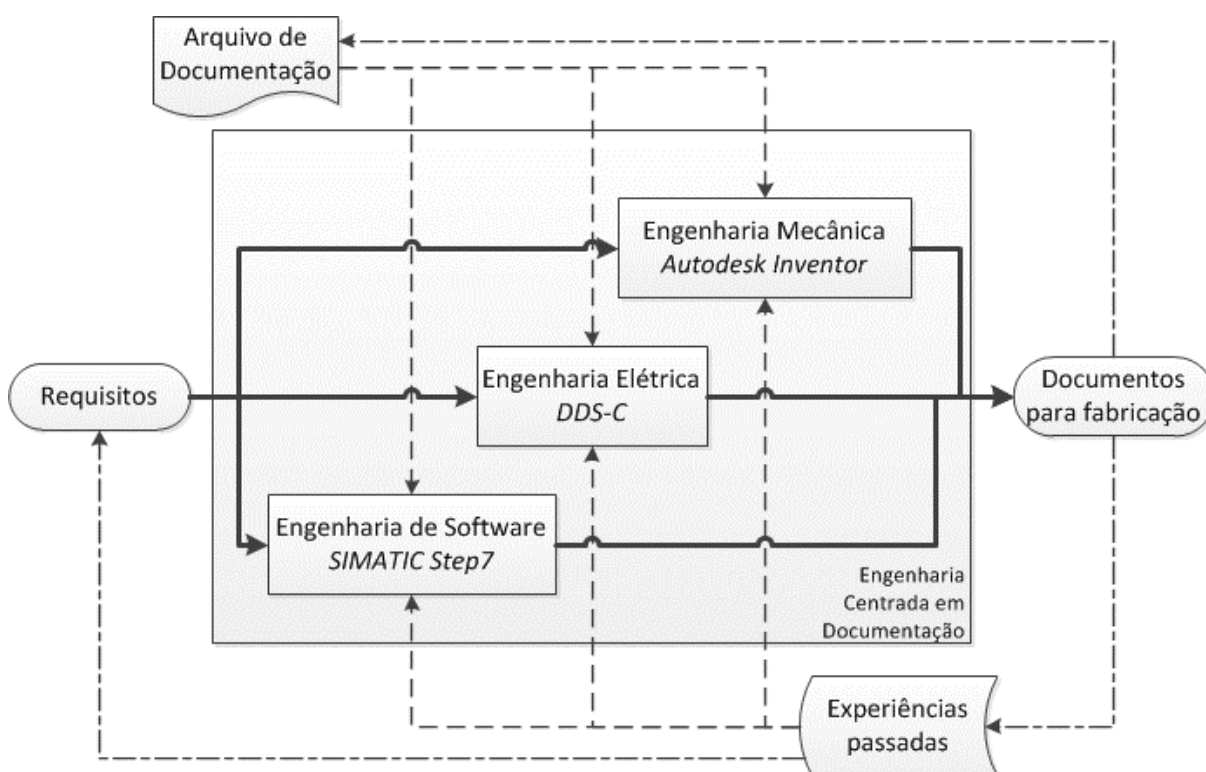 Arquivo de
Documentação
Engenharia Mecânica
Autodesk Inventor
Engenharia Elétrica
DDS-C
Requisitos
Documentos
para fabricação
Engenharia de Software
SIMATIC Step7
Engenharia
Centrada em
Documentação
Experiências
passadas